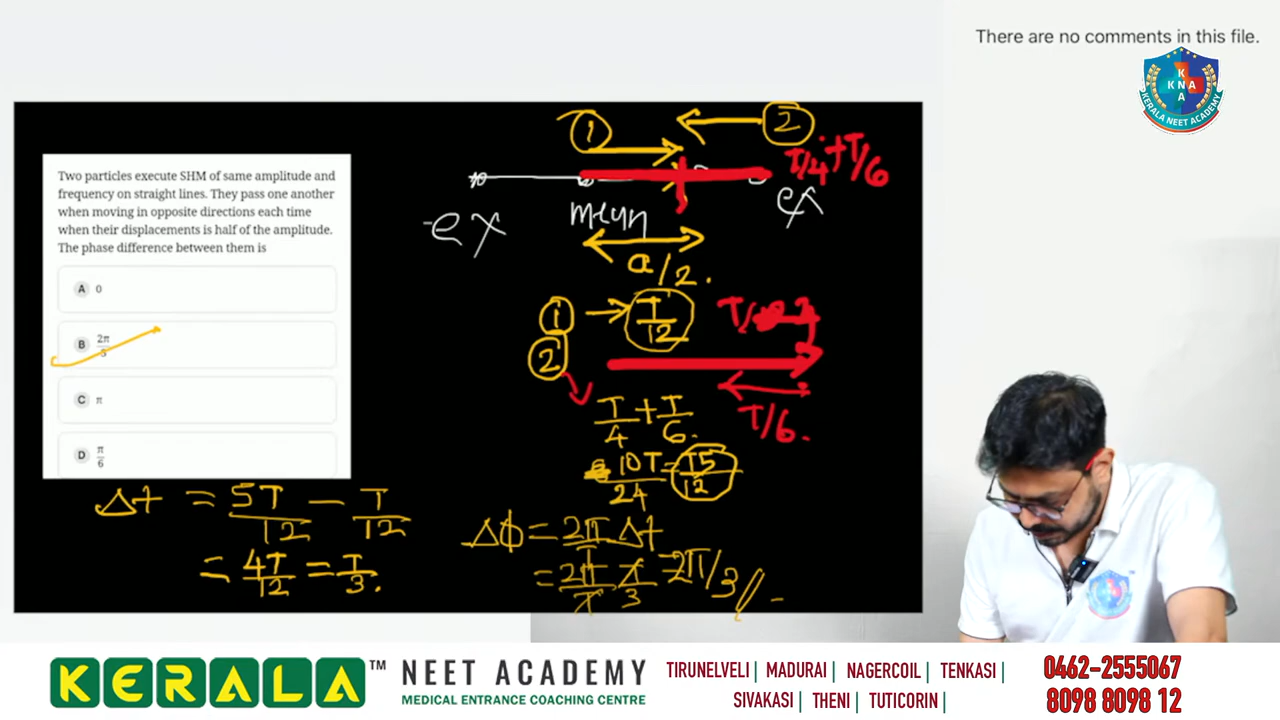 There are no comments in this file.
K
K N A
A
KERALA NEET ACADEMY
Two particles execute SHM of same amplitude and
frequency on straight lines. They pass one another
when moving in opposite directions each time
when their displacements is half of the amplitude.
The phase difference between them is
A 0
B 2π/3
C π
D π/6
1
2
T/4 + T/6
-ex
mean
ex
a/2.
1 → T/12
2
T/6.
T/4 + T/6.
10T/24 = T5/12
Δt = 5T/12 - T/12
= 4T/12 = T/3.
Δφ = 2π/T Δt
= 2π/T T/3 = 2π/3 //
KERALA™ NEET ACADEMY
MEDICAL ENTRANCE COACHING CENTRE
TIRUNELVELI | MADURAI | NAGERCOIL | TENKASI |
SIVAKASI | THENI | TUTICORIN |
0462-2555067
8098 8098 12